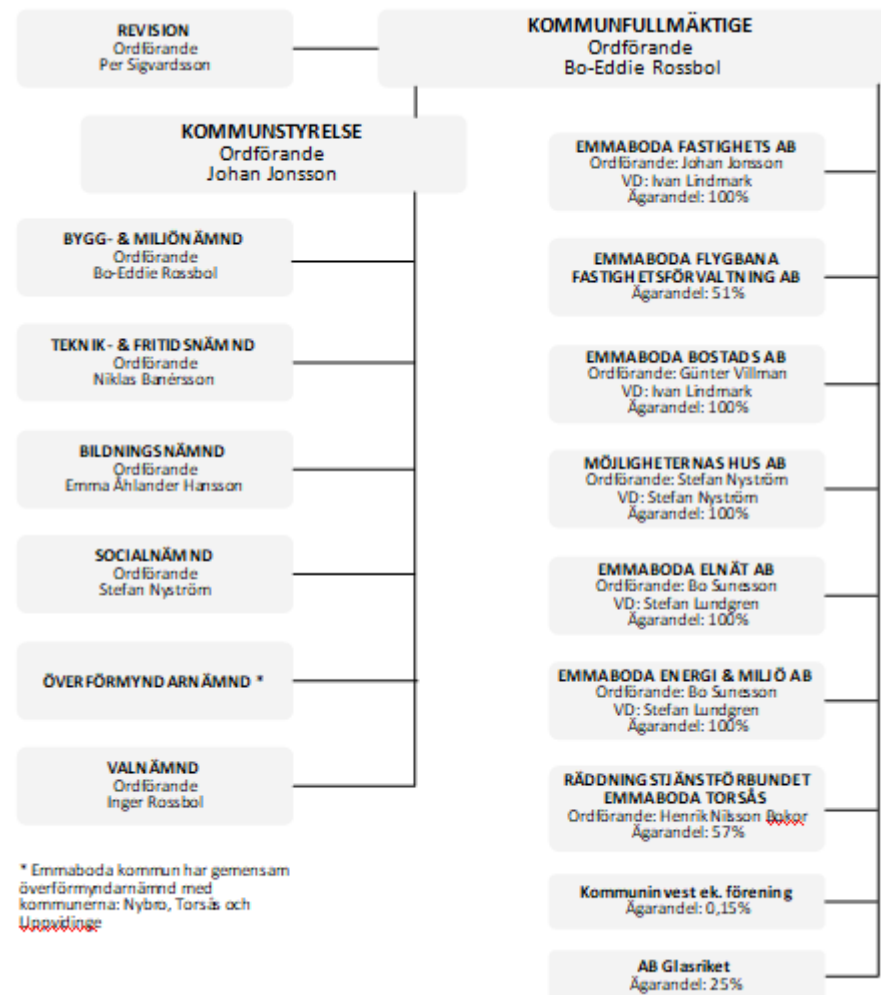 REVISION
Ordförande
Per Sigvardsson
KOMMUNFULLMÄKTIGE
Ordförande
Bo-Eddie Rossbol
KOMMUNSTYRELSE
Ordförande
Johan Jonsson
BYGG- & MILJÖNÄMND
Ordförande
Bo-Eddie Rossbol
TEKNIK- & FRITIDSNÄMND
Ordförande
Niklas Banérsson
BILDNINGSNÄMND
Ordförande
Emma Åhlander Hansson
SOCIALNÄMND
Ordförande
Stefan Nyström
ÖVERFÖRMYNDARNÄMND *
VALNÄMND
Ordförande
Inger Rossbol
* Emmaboda kommun har gemensam
överförmyndarnämnd med
kommunerna: Nybro, Torsås och
Uppvidinge
EMMABODA FASTIGHETS AB
Ordförande: Johan Jonsson
VD: Ivan Lindmark
Ägarandel: 100%
EMMABODA FLYGBANA
FASTIGHETSFÖRVALTNING AB
Ägarandel: 51%
EMMABODA BOSTADS AB
Ordförande: Günter Villman
VD: Ivan Lindmark
Ägarandel: 100%
MÖJLIGHETERNAS HUS AB
Ordförande: Stefan Nyström
VD: Stefan Nyström
Ägarandel: 100%
EMMABODA ELNÄT AB
Ordförande: Bo Sunesson
VD: Stefan Lundgren
Ägarandel: 100%
EMMABODA ENERGI & MILJÖ AB
Ordförande: Bo Sunesson
VD: Stefan Lundgren
Ägarandel: 100%
RÄDDNINGSTJÄNSTFÖRBUNDET
EMMABODA TORSÅS
Ordförande: Henrik Nilsson Bokor
Ägarandel: 57%
Kommuninvest ek. förening
Ägarandel: 0,15%
AB Glasriket
Ägarandel: 25%